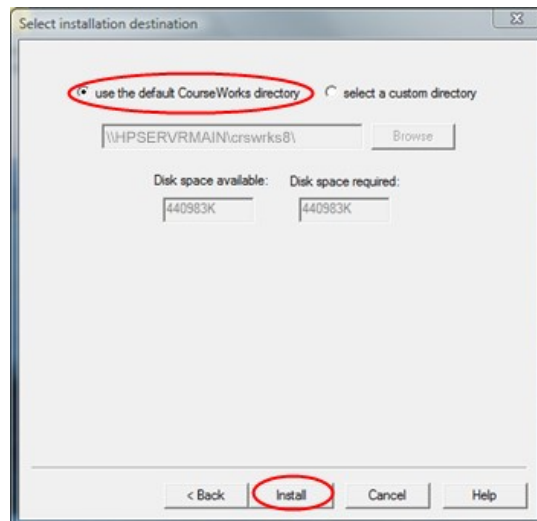 Select installation destination
use the default CourseWorks directory select a custom directory
\\HPSERVRMAIN\crswrks8\ Browse
Disk space available: Disk space required:
440983K 440983K
< Back Install Cancel Help